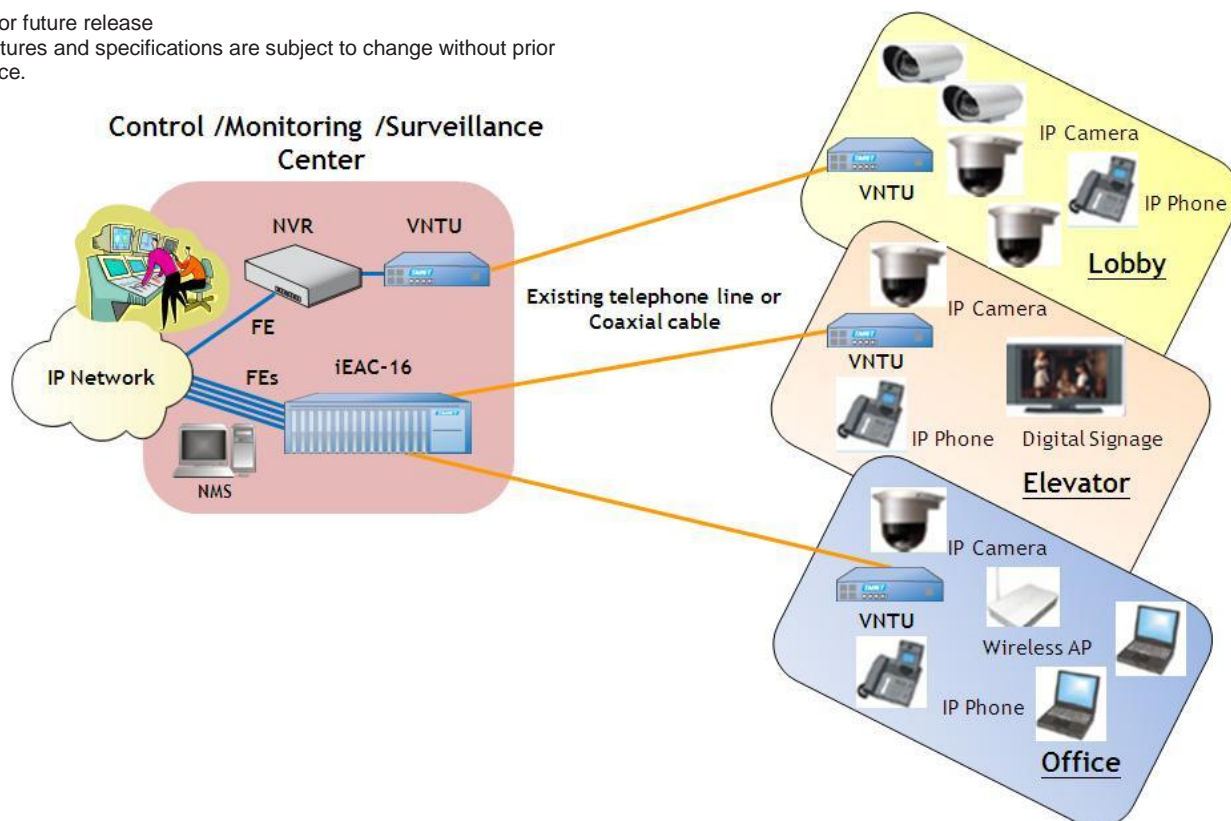 or future release
tures and specifications are subject to change without prior
ce.
Control /Monitoring /Surveillance
Center
NVR
VNTU
FE
IP Network
FEs
iEAC-16
NMS
Existing telephone line or
Coaxial cable
VNTU
IP Camera
IP Phone
Lobby
IP Camera
VNTU
IP Phone
Digital Signage
Elevator
IP Camera
VNTU
Wireless AP
IP Phone
Office